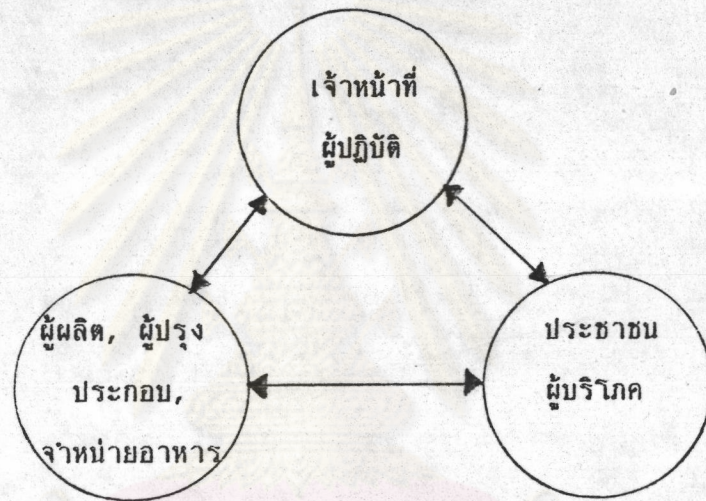 เจ้าหน้าที่
ผู้ปฏิบัติ
ผู้ผลิต, ผู้ปรุง
ประกอบ,
จำหน่ายอาหาร
ประชาชน
ผู้บริโภค